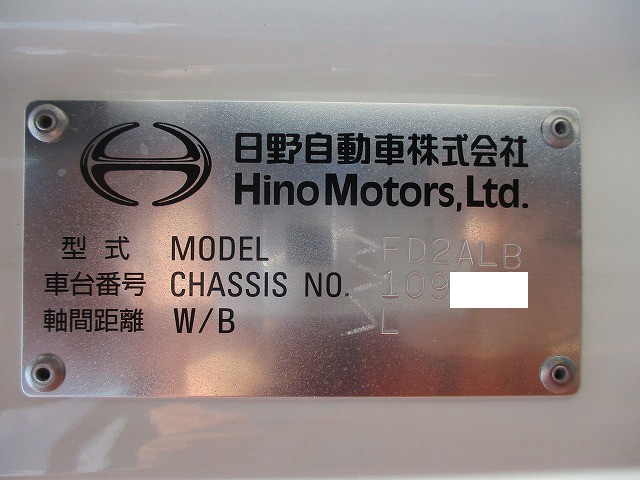 日野自動車株式会社
Hino Motors, Ltd.
型式 MODEL FD2ALB
車台番号 CHASSIS NO. 109
軸間距離 W/B L